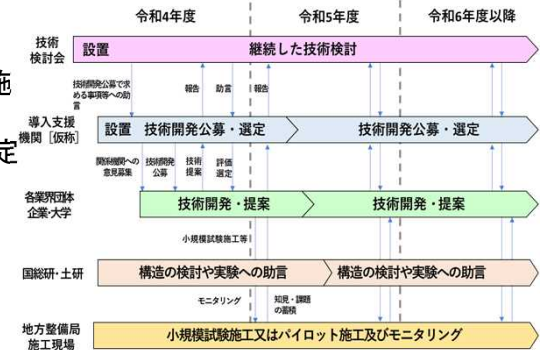 令和4年度
令和5年度
令和6年度以降
技術
検討会
設置
継続した技術検討
施
技術開発公募で求
める事項等への助
言
報告
助言
報告
導入支援
機関［仮称］
設置 技術開発公募・選定
技術開発公募・選定
定
関係機関への
意見募集
技術開発
公募
技術
提案
評価
選定
各業界団体
企業・大学
技術開発・提案
技術開発・提案
小規模試験施工等
国総研・土研
構造の検討や実験への助言
構造の検討や実験への助言
モニタリング
知見・課題
の蓄積
地方整備局
施工現場
小規模試験施工又はパイロット施工及びモニタリング